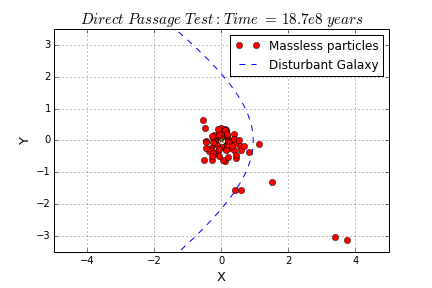 Direct Passage Test: Time = 18.7e8 years
Massless particles
Disturbant Galaxy
3
2
1
0
−1
−2
−3
Y
−4
−2
0
2
4
X